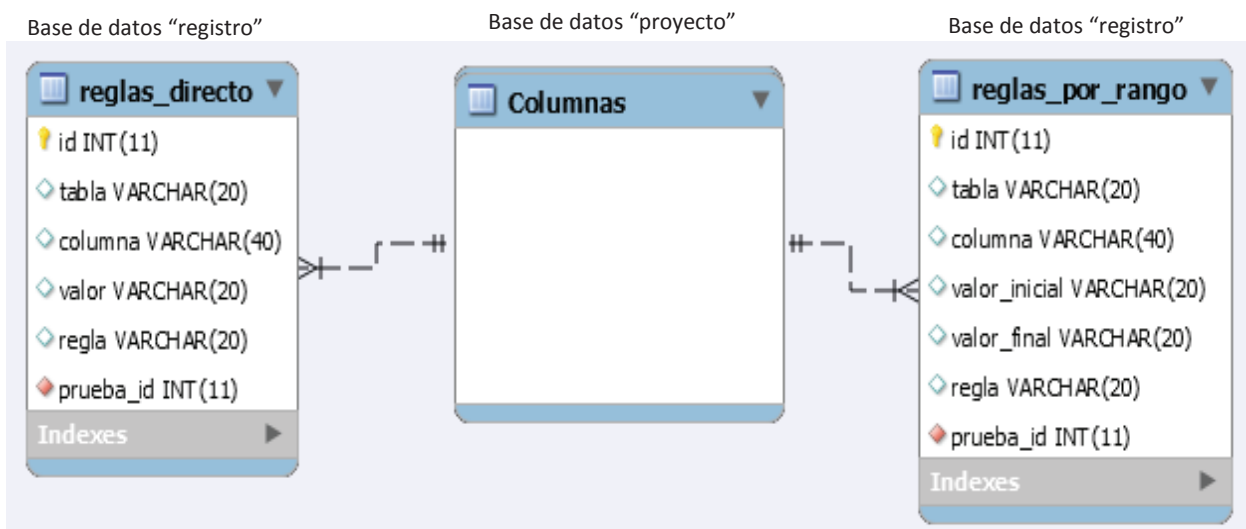 Base de datos “registro”
Base de datos “proyecto”
Base de datos “registro”
reglas_directo
id INT(11)
tabla VARCHAR(20)
columna VARCHAR(40)
valor VARCHAR(20)
regla VARCHAR(20)
prueba_id INT(11)
Indexes
Columnas
reglas_por_rango
id INT(11)
tabla VARCHAR(20)
columna VARCHAR(40)
valor_inicial VARCHAR(20)
valor_final VARCHAR(20)
regla VARCHAR(20)
prueba_id INT(11)
Indexes